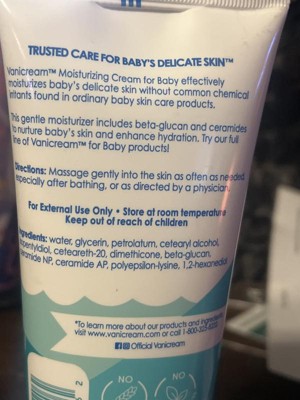 TRUSTED CARE FOR BABY'S DELICATE SKIN™
Vanicream™ Moisturizing Cream for Baby effectively
moisturizes baby's delicate skin without common chemical
irritants found in ordinary baby skin care products.
This gentle moisturizer includes beta-glucan and ceramides
to nurture baby's skin and enhance hydration. Try our full
line of Vanicream™ for Baby products!
Directions: Massage gently into the skin as often as needed,
especially after bathing, or as directed by a physician.
For External Use Only • Store at room temperature
Keep out of reach of children
Ingredients: water, glycerin, petrolatum, cetearyl alcohol,
ceteareth-20, dimethicone, beta-glucan,
ceramide NP, ceramide AP, polyepsilon-lysine, 1,2-hexanediol
*To learn more about our products and ingredients
visit www.vanicream.com or call
Official Vanicream
NO
NO